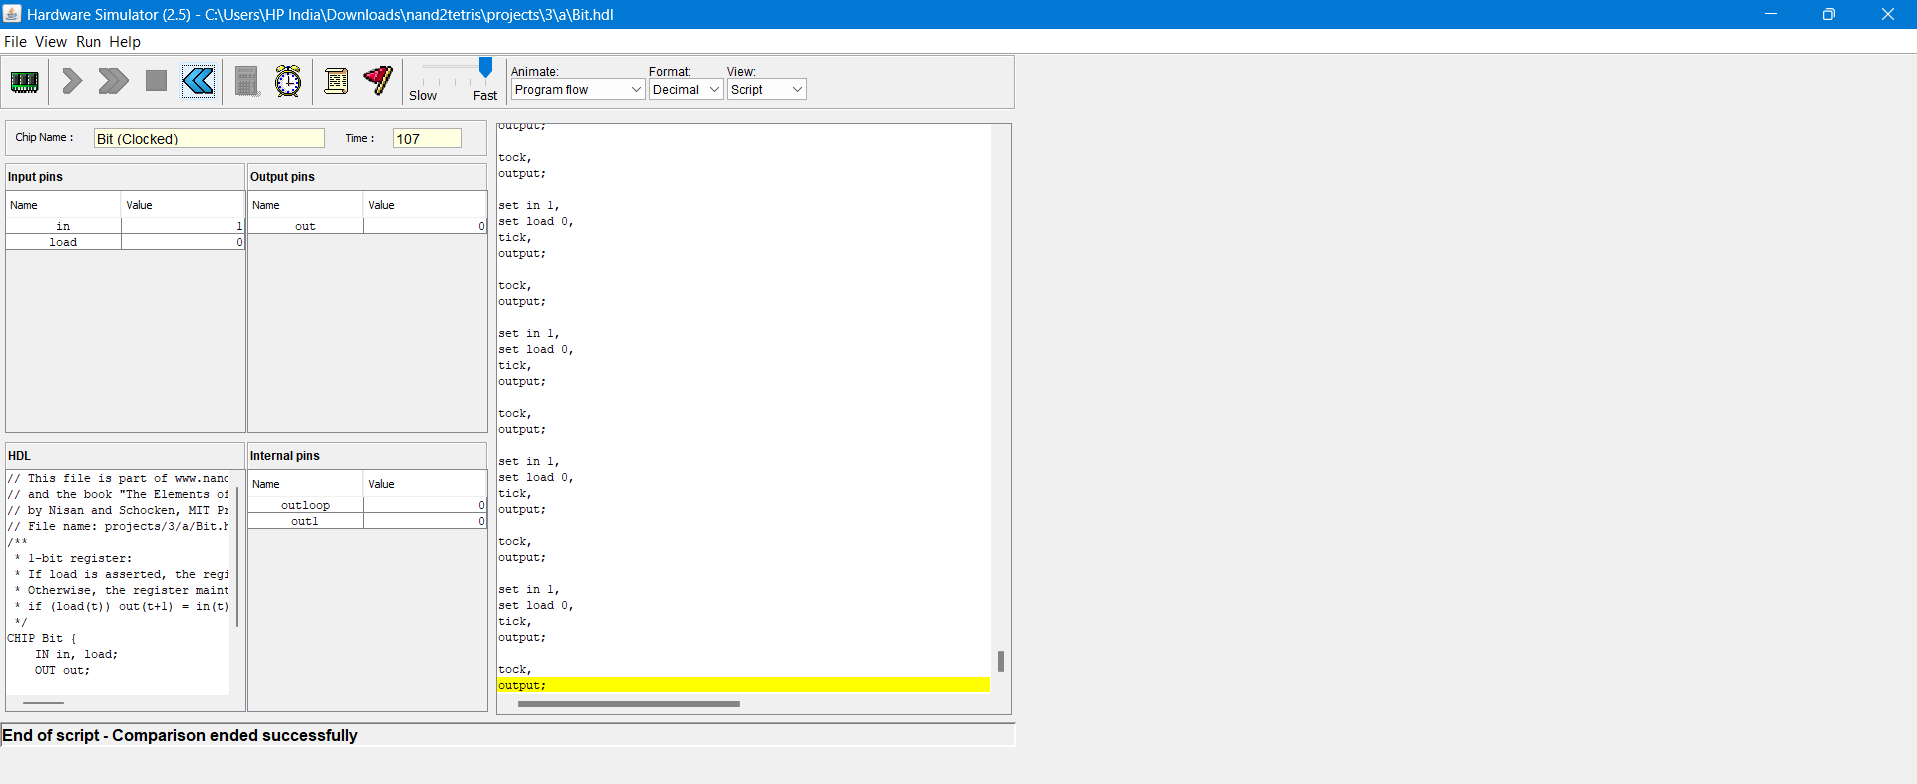 Hardware Simulator (2.5) - C:\Users\HP India\Downloads\nand2tetris\projects\3\a\Bit.hdl
File View Run Help
Slow Fast
Animate: Format: View:
Program flow Decimal Script
Chip Name : Bit (Clocked) Time : 107
Input pins
Name Value
in 1
load 0
Output pins
Name Value
out 0
HDL
// This file is part of www.nand
// and the book "The Elements of
// by Nisan and Schocken, MIT Pr
// File name: projects/3/a/Bit.h
/**
* 1-bit register:
* If load is asserted, the regi
* Otherwise, the register maint
* if (load(t)) out(t+1) = in(t)
*/
CHIP Bit {
IN in, load;
OUT out;
Internal pins
Name Value
outloop 0
out1 0
output;
tock,
output;
set in 1,
set load 0,
tick,
output;
tock,
output;
set in 1,
set load 0,
tick,
output;
tock,
output;
set in 1,
set load 0,
tick,
output;
tock,
output;
set in 1,
set load 0,
tick,
output;
tock,
output;
End of script - Comparison ended successfully